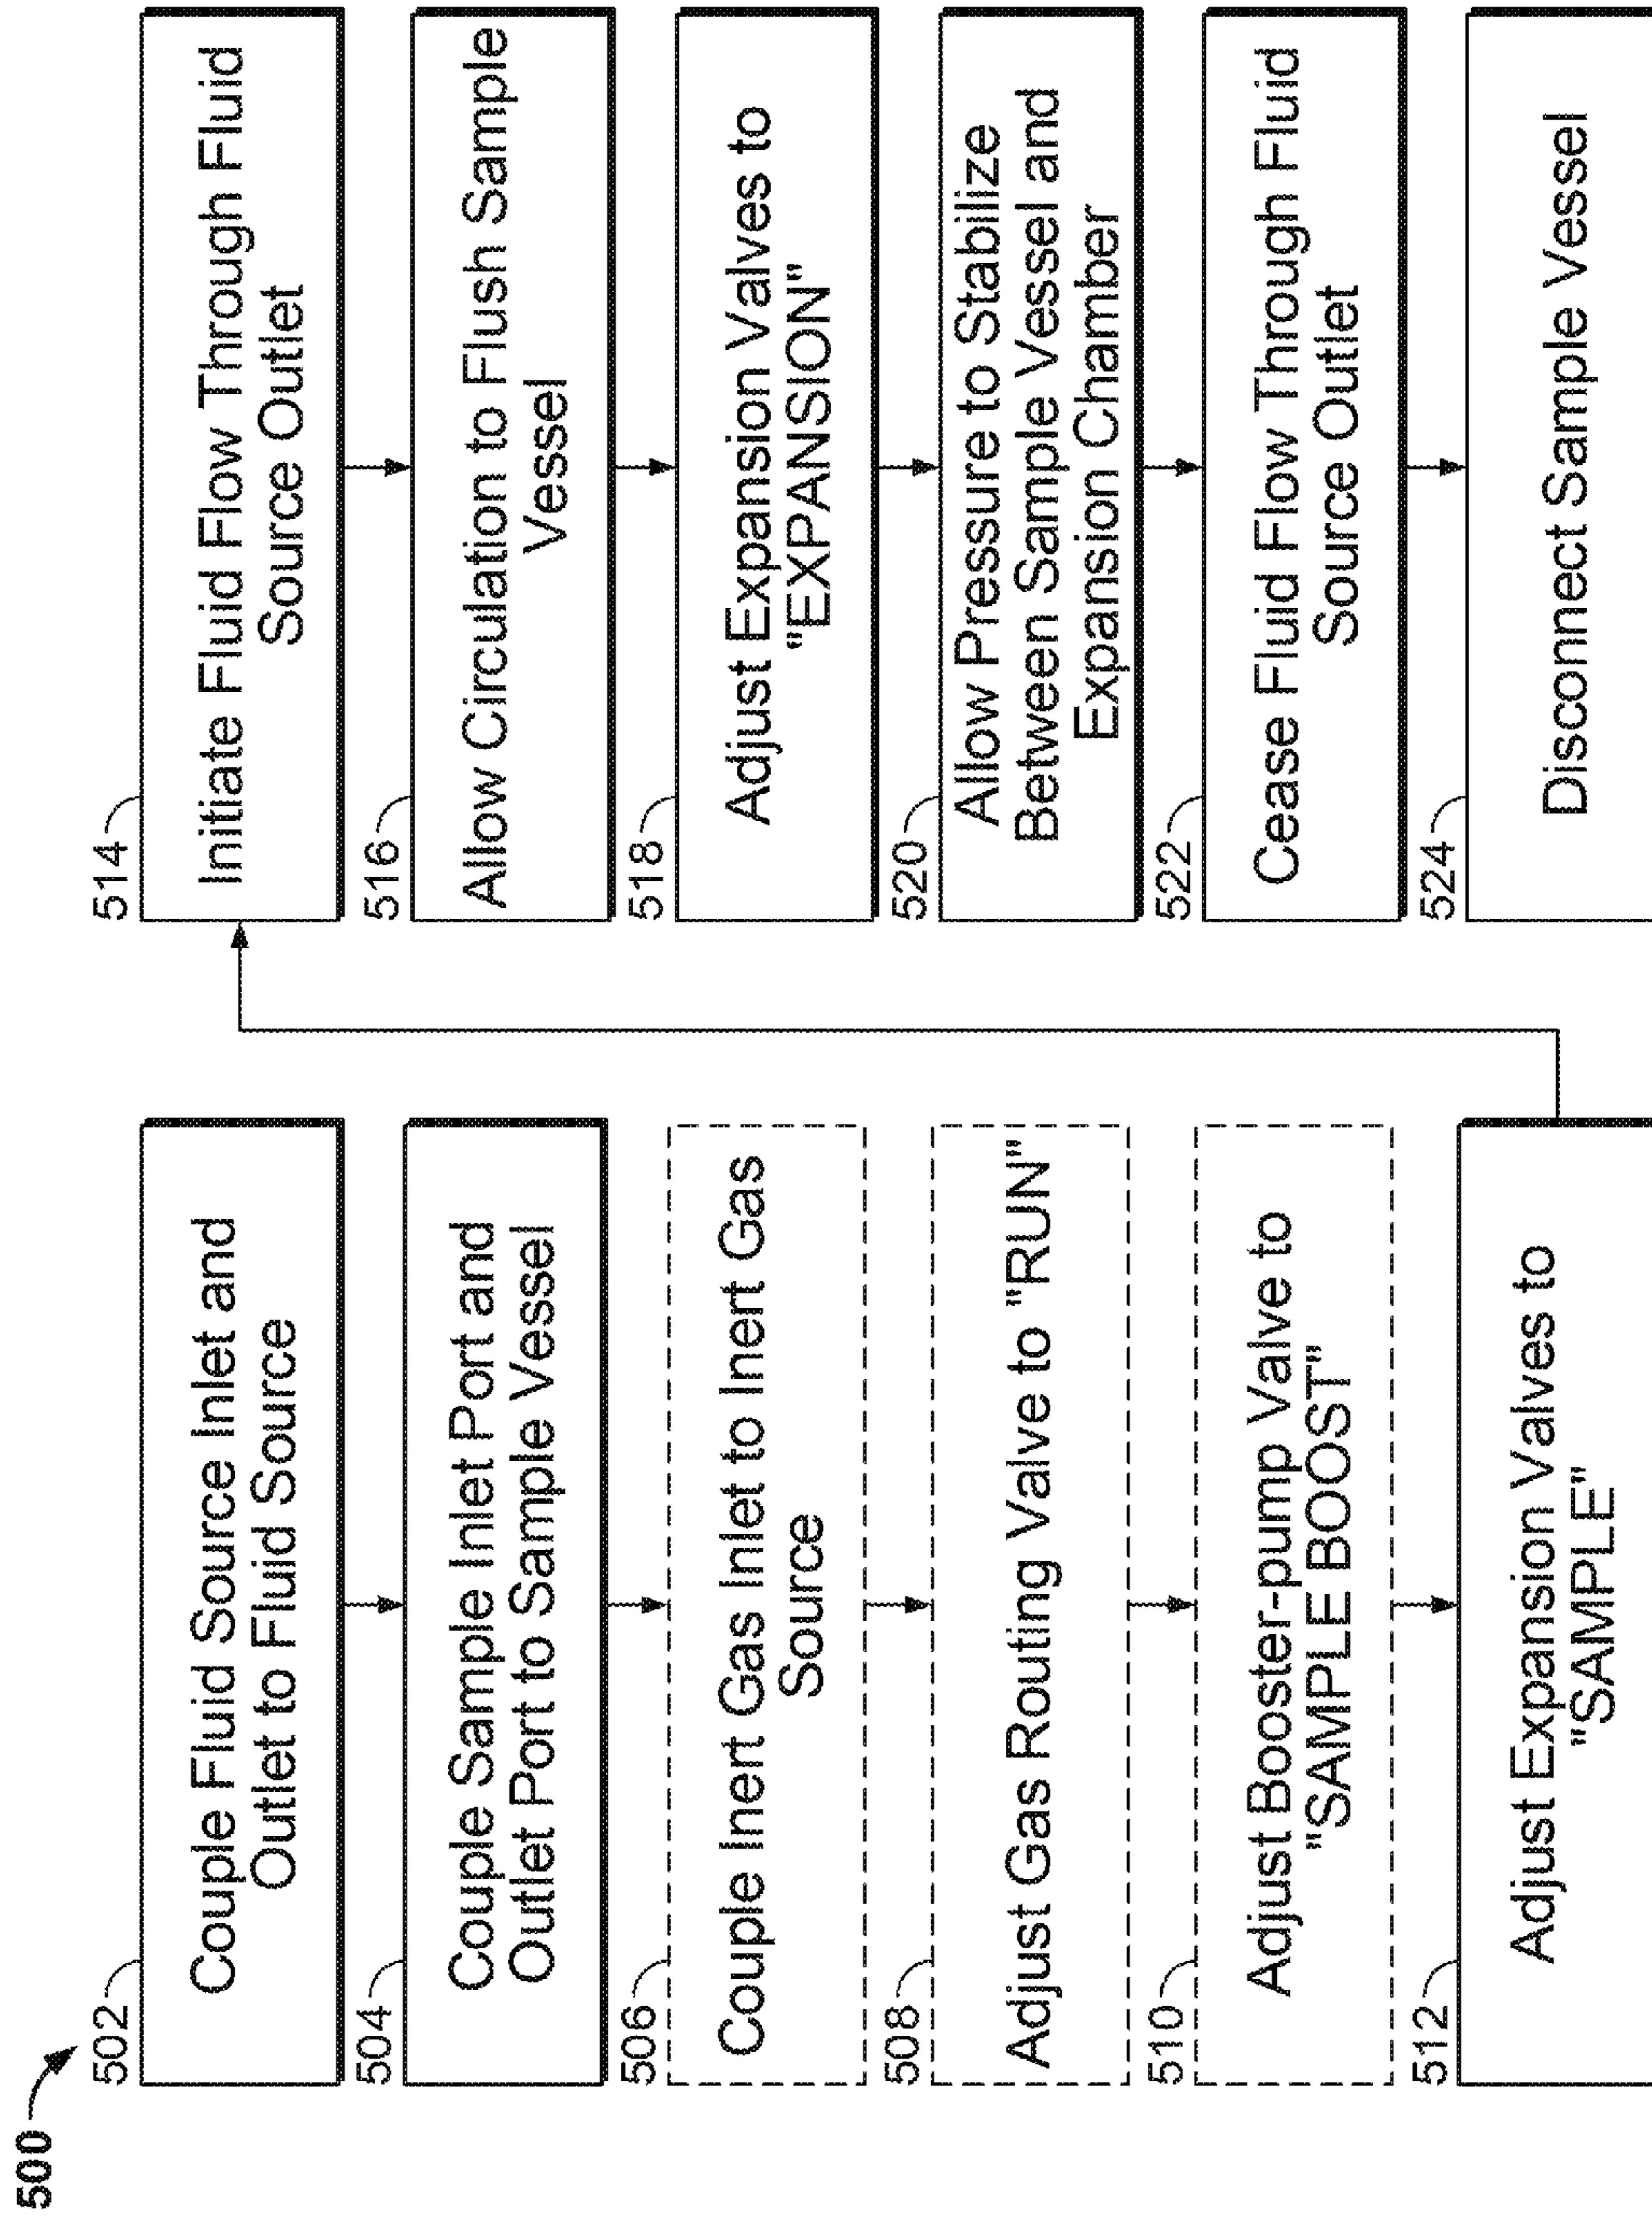 500
502
Couple Fluid Source Inlet and
Outlet to Fluid Source
504
Couple Sample Inlet Port and
Outlet Port to Sample Vessel
506
Couple Inert Gas Inlet to Inert Gas
Source
508
Adjust Gas Routing Valve to "RUN"
510
Adjust Booster-pump Valve to
"SAMPLE BOOST"
512
Adjust Expansion Valves to
"SAMPLE"
514
Initiate Fluid Flow Through Fluid
Source Outlet
516
Allow Circulation to Flush Sample
Vessel
518
Adjust Expansion Valves to
"EXPANSION"
520
Allow Pressure to Stabilize
Between Sample Vessel and
Expansion Chamber
522
Cease Fluid Flow Through Fluid
Source Outlet
524
Disconnect Sample Vessel